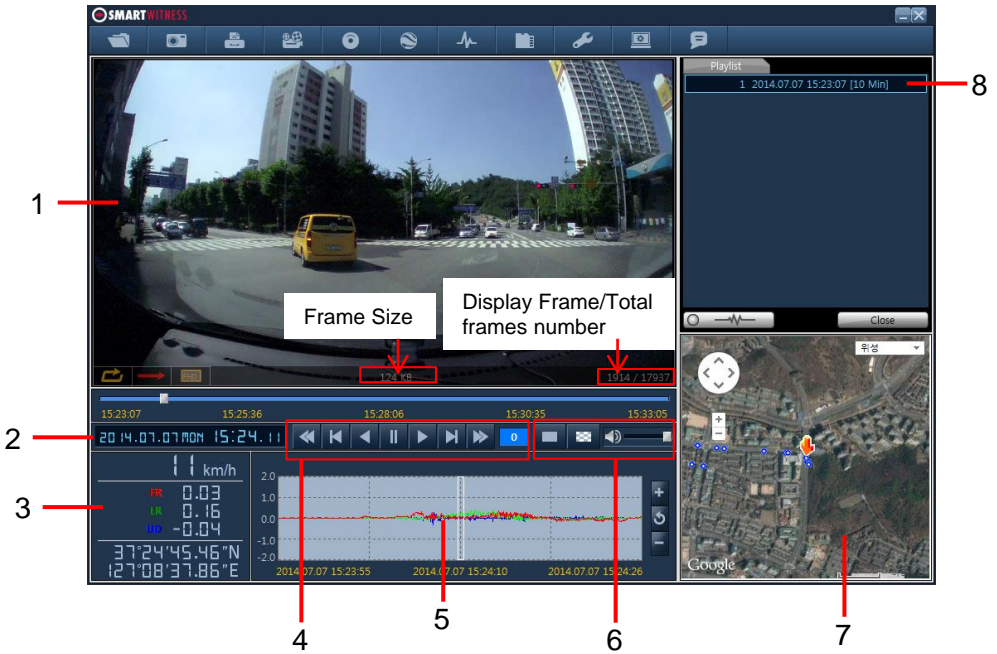 SMARTWITNESS
Playlist
1 2014.07.07 15:23:07 [10 Min]
8
1
Frame Size
Display Frame/Total
frames number
124 KB
1914 / 17937
Close
위성
15:23:07 15:25:36 15:28:06 15:30:35 15:33:05
2
2014.07.07 MON 15:24.11
0
11 km/h
3
FR 0.03
LR 0.16
UD -0.04
37°24'45.46"N
127°08'37.86"E
2.0
1.0
0.0
-1.0
-2.0
2014.07.07 15:23:55 2014.07.07 15:24:10 2014.07.07 15:24:26
Google
4
5
6
7